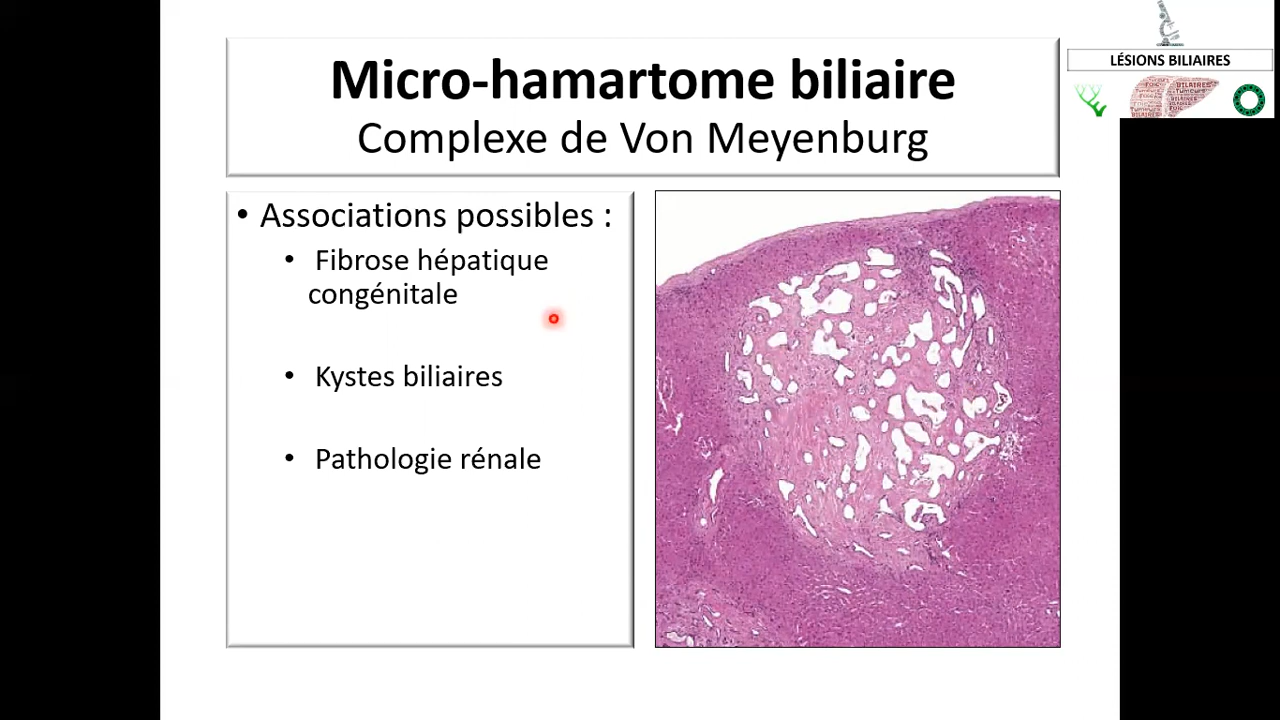 Micro-hamartome biliaire
Complexe de Von Meyenburg
LÉSIONS BILIAIRES
• Associations possibles :
• Fibrose hépatique
congénitale
• Kystes biliaires
• Pathologie rénale